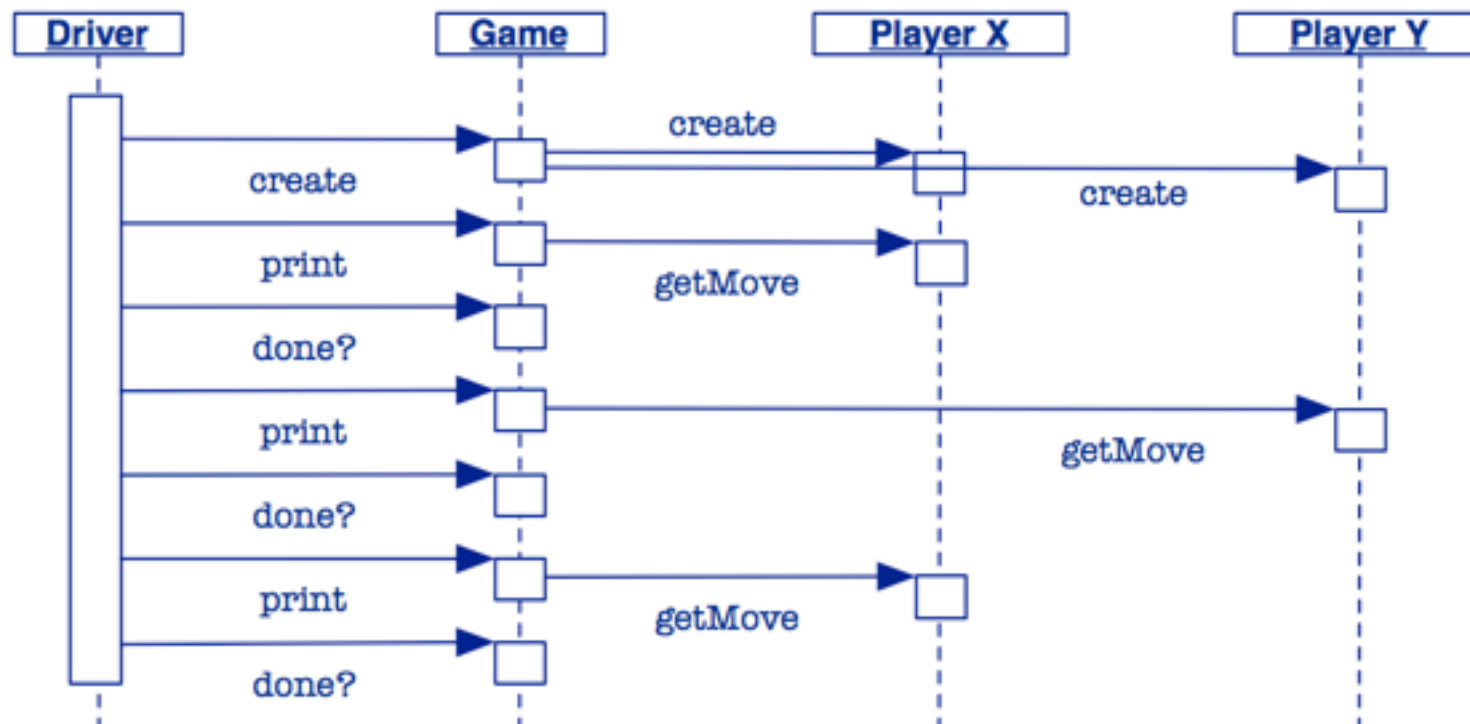 Driver Game Player X Player Y
create
create
create
print
getMove
done?
print
getMove
done?
print
getMove
done?